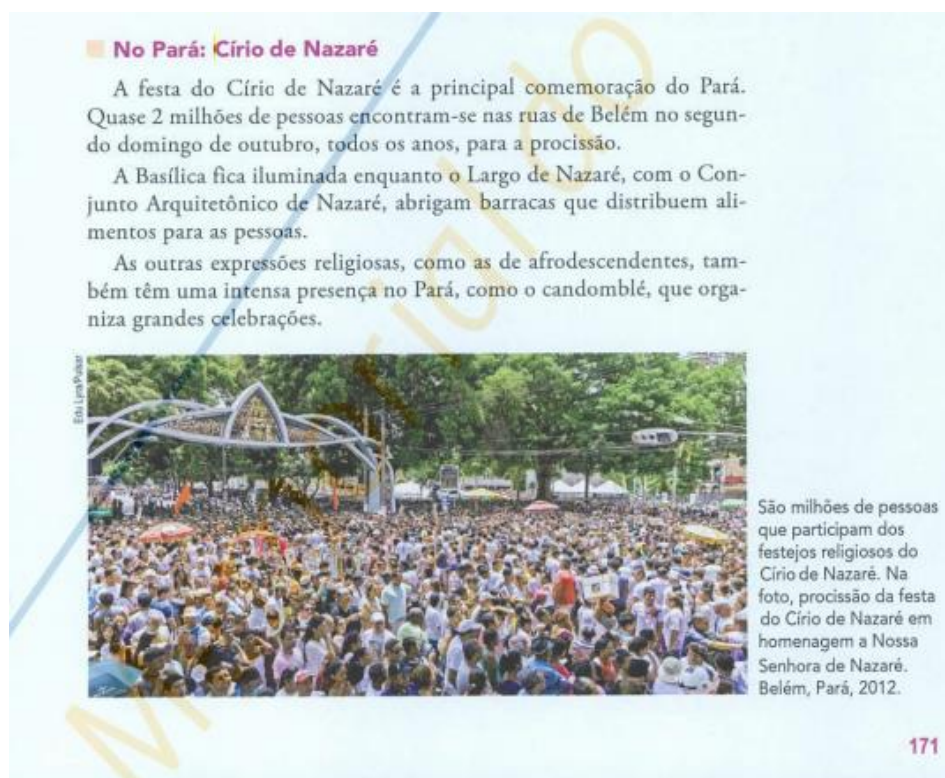 No Pará: Círio de Nazaré
A festa do Círio de Nazaré é a principal comemoração do Pará.
Quase 2 milhões de pessoas encontram-se nas ruas de Belém no segun-
do domingo de outubro, todos os anos, para a procissão.
A Basílica fica iluminada enquanto o Largo de Nazaré, com o Con-
junto Arquitetônico de Nazaré, abrigam barracas que distribuem ali-
mentos para as pessoas.
As outras expressões religiosas, como as de afrodescendentes, tam-
bém têm uma intensa presença no Pará, como o candomblé, que orga-
niza grandes celebrações.
Edu Lyra/Pulsar
São milhões de pessoas
que participam dos
festejos religiosos do
Círio de Nazaré. Na
foto, procissão da festa
do Círio de Nazaré em
homenagem a Nossa
Senhora de Nazaré.
Belém, Pará, 2012.
171
Material do